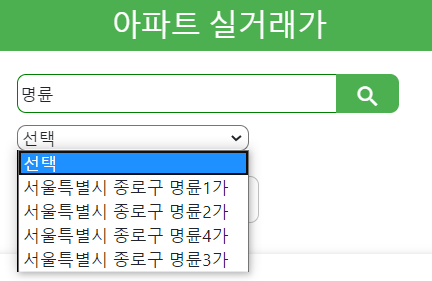 아파트 실거래가
명륜
선택
선택
서울특별시 종로구 명륜1가
서울특별시 종로구 명륜2가
서울특별시 종로구 명륜4가
서울특별시 종로구 명륜3가